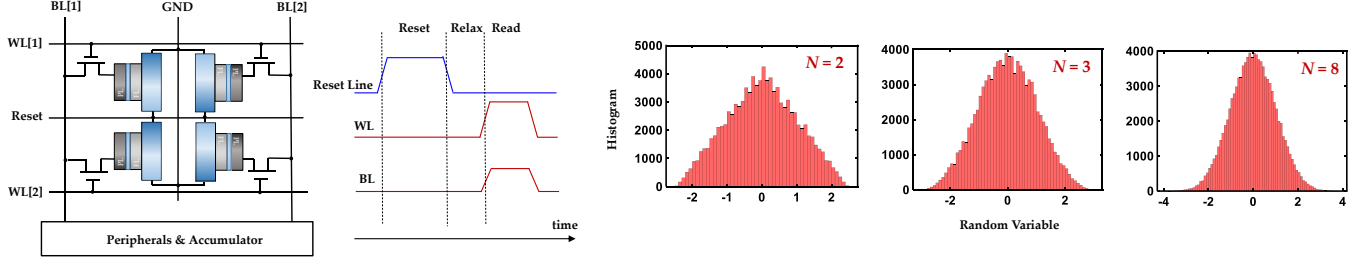 BL[1] GND BL[2]
WL[1]
Reset
WL[2]
Peripherals & Accumulator
Reset Relax Read
Reset Line
WL
BL
time
Histogram
5000
4000
3000
2000
1000
0
-2 -1 0 1 2
N = 2
4000
3000
2000
1000
0
-2 0 2
N = 3
Random Variable
4000
3000
2000
1000
0
-4 -2 0 2 4
N = 8